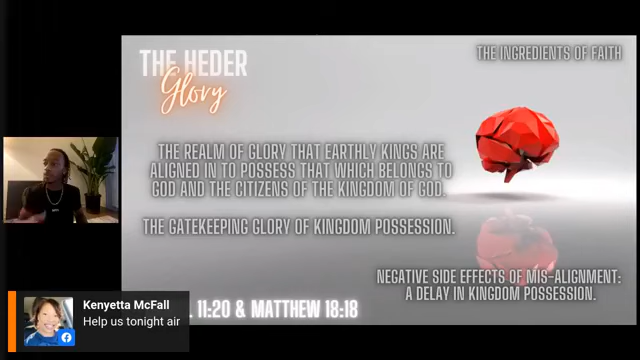 THE HEDER
Glory
THE INGREDIENTS OF FAITH
THE REALM OF GLORY THAT EARTHLY KINGS ARE
ALIGNED IN TO POSSESS THAT WHICH BELONGS TO
GOD AND THE CITIZENS OF THE KINGDOM OF GOD.
THE GATEKEEPING GLORY OF KINGDOM POSSESSION.
NEGATIVE SIDE EFFECTS OF MIS-ALIGNMENT:
A DELAY IN KINGDOM POSSESSION.
. 11:20 & MATTHEW 18:18
Kenyetta McFall
Help us tonight air